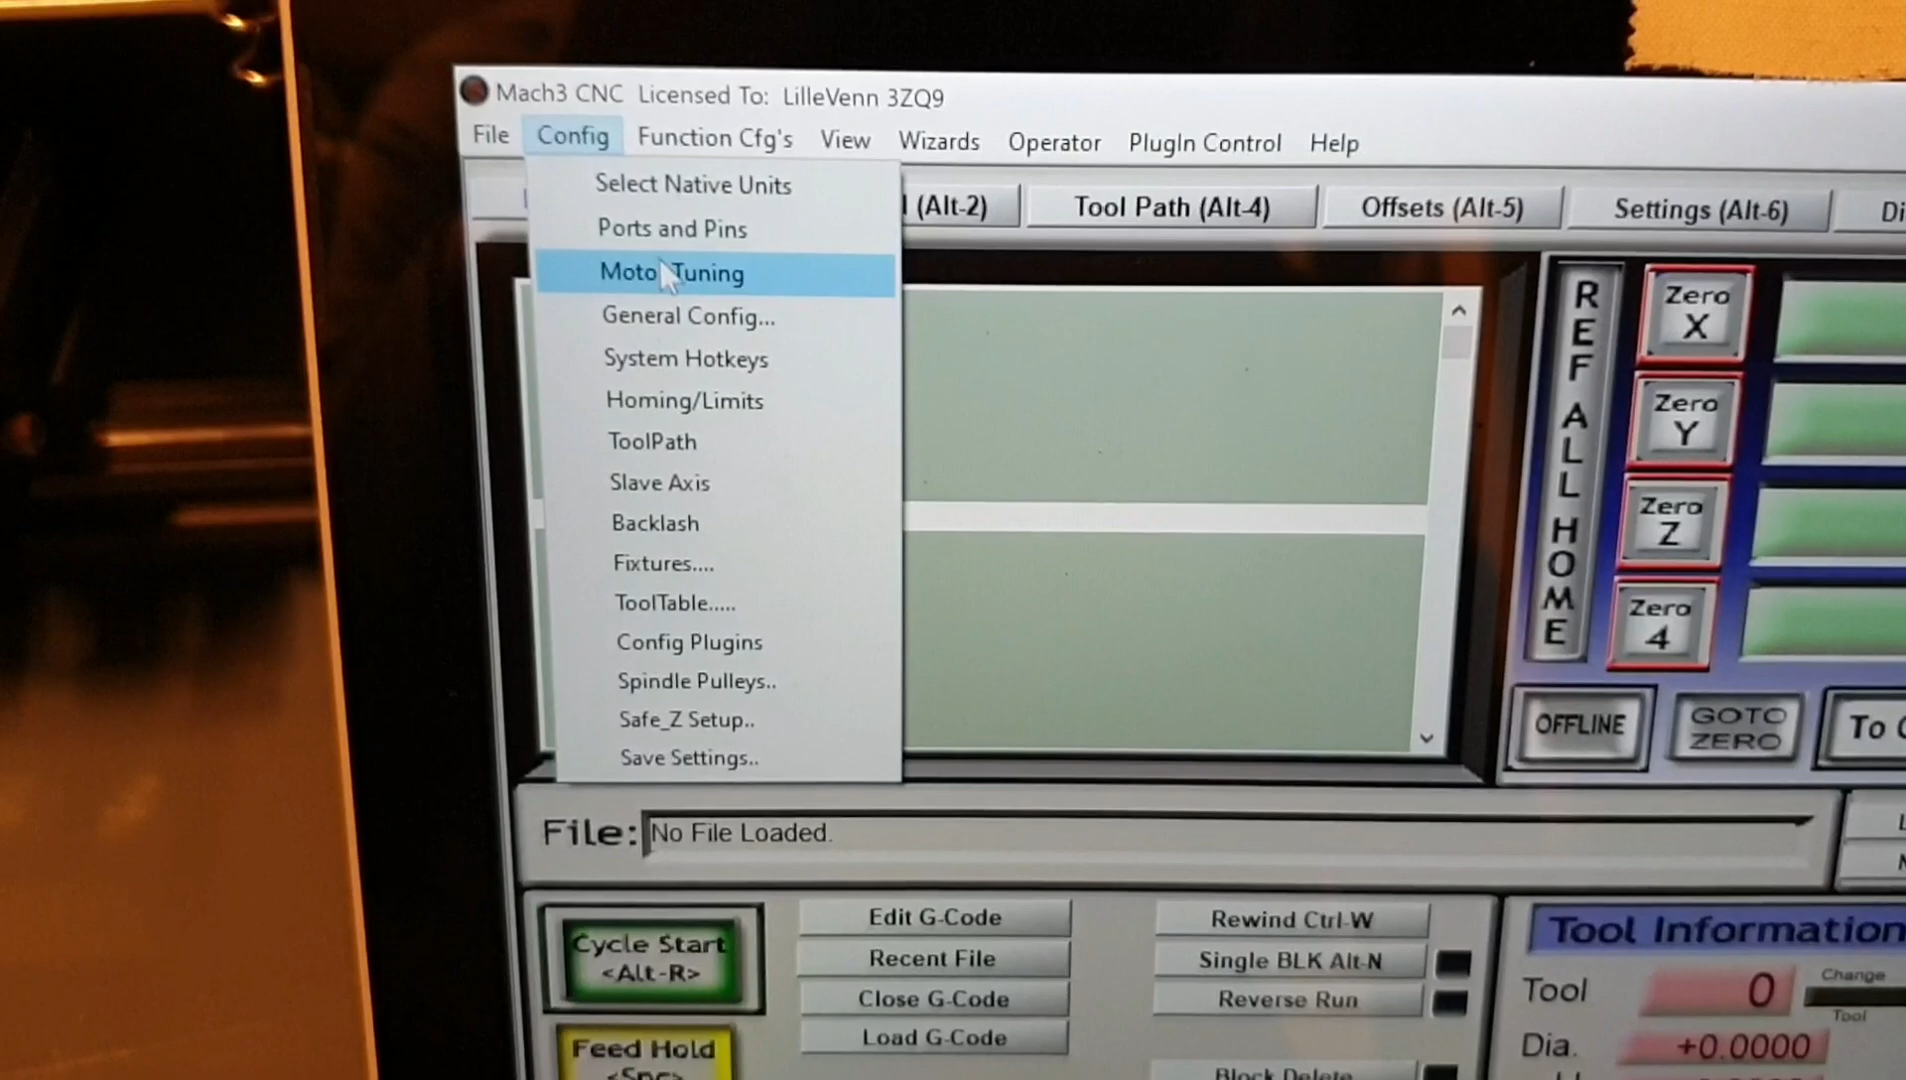 Mach3 CNC Licensed To: LilleVenn 3ZQ9
File Config Function Cfg's View Wizards Operator PlugIn Control Help
(Alt-2) Tool Path (Alt-4) Offsets (Alt-5) Settings (Alt-6)
Select Native Units
Ports and Pins
Motor Tuning
General Config...
System Hotkeys
Homing/Limits
ToolPath
Slave Axis
Backlash
Fixtures....
ToolTable.....
Config Plugins
Spindle Pulleys..
Safe_Z Setup..
Save Settings..
REF ALL HOME
Zero X
Zero Y
Zero Z
Zero 4
OFFLINE
GOTO ZERO
To
File: No File Loaded.
Cycle Start
<Alt-R>
Feed Hold
<Spc>
Edit G-Code
Recent File
Close G-Code
Load G-Code
Rewind Ctrl-W
Single BLK Alt-N
Reverse Run
Block Delete
Tool Information
Tool 0 Change
Tool
Dia. +0.0000